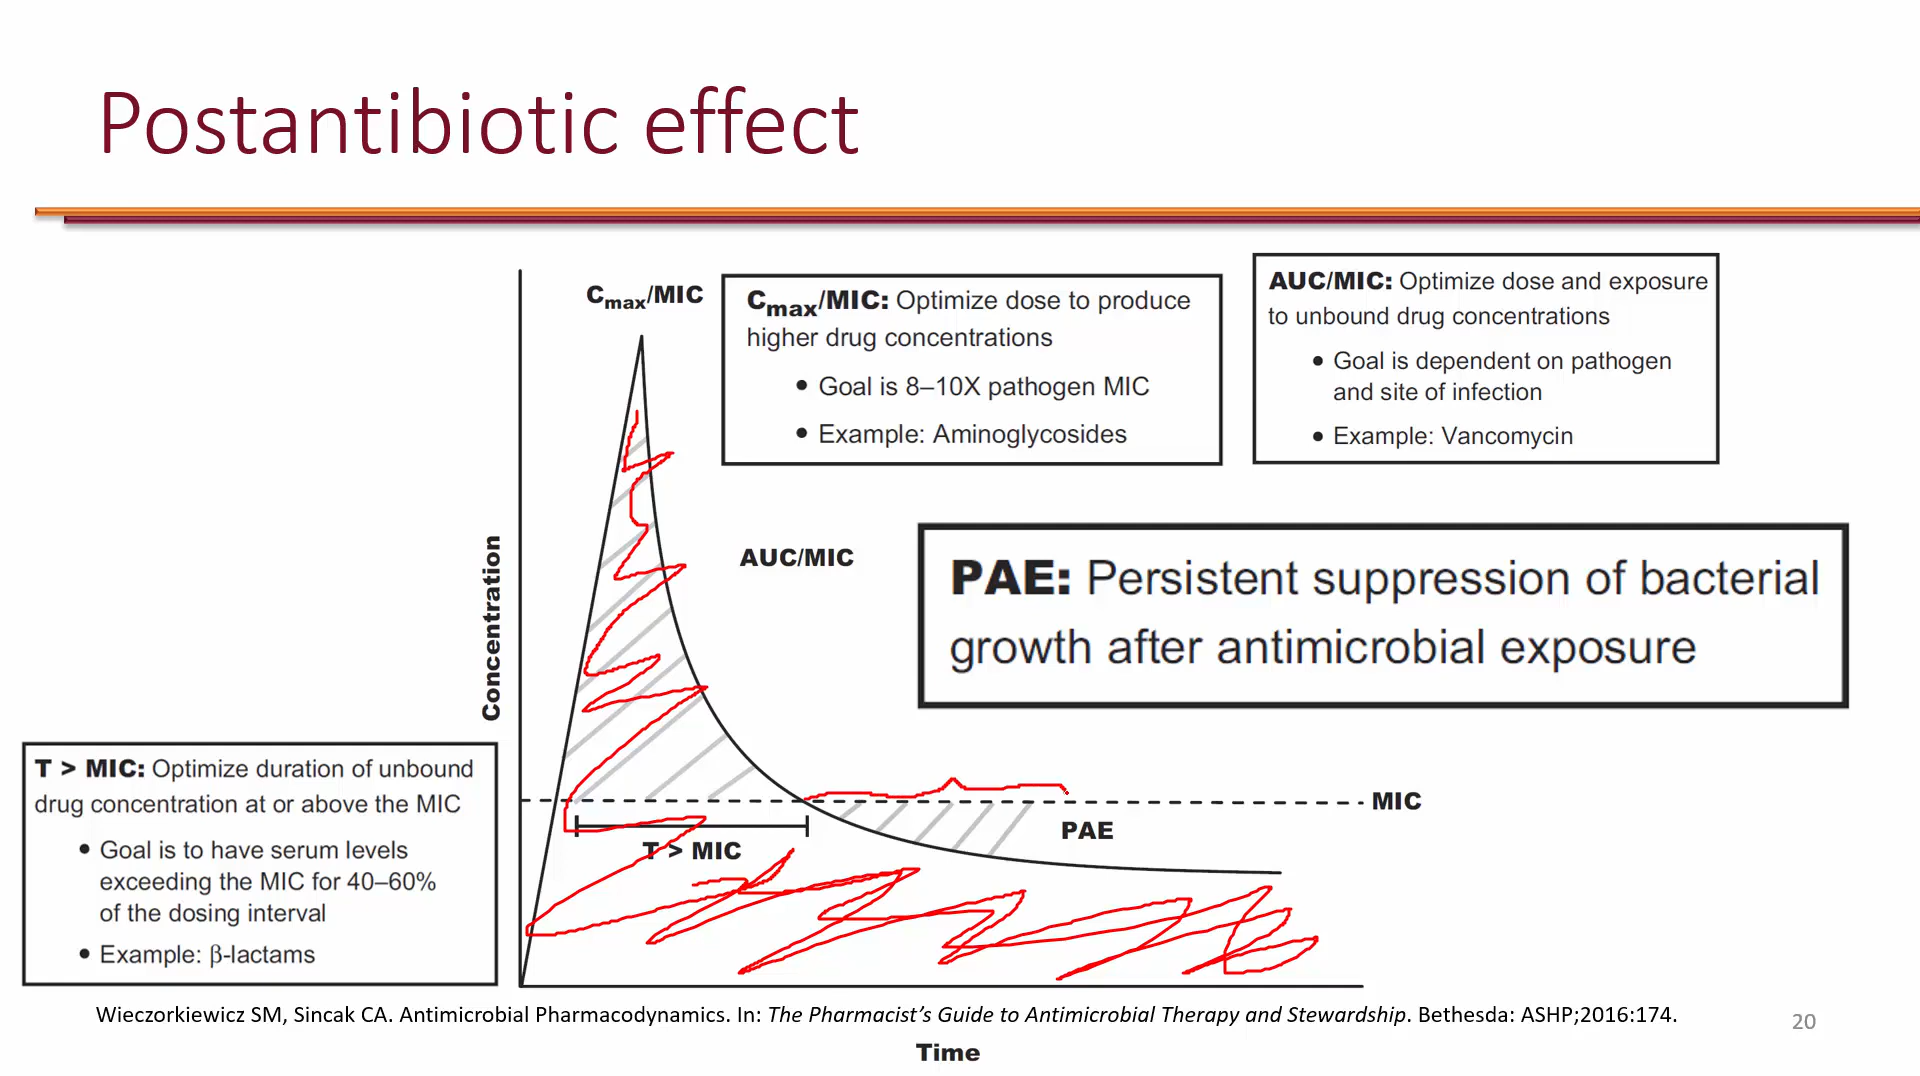 Postantibiotic effect
C_max/MIC
C_max/MIC: Optimize dose to produce
higher drug concentrations
• Goal is 8–10X pathogen MIC
• Example: Aminoglycosides
AUC/MIC: Optimize dose and exposure
to unbound drug concentrations
• Goal is dependent on pathogen
and site of infection
• Example: Vancomycin
AUC/MIC
PAE: Persistent suppression of bacterial
growth after antimicrobial exposure
Concentration
T > MIC: Optimize duration of unbound
drug concentration at or above the MIC
• Goal is to have serum levels
exceeding the MIC for 40–60%
of the dosing interval
• Example: β-lactams
MIC
PAE
T > MIC
Wieczorkiewicz SM, Sincak CA. Antimicrobial Pharmacodynamics. In: The Pharmacist’s Guide to Antimicrobial Therapy and Stewardship. Bethesda: ASHP;2016:174.
20
Time